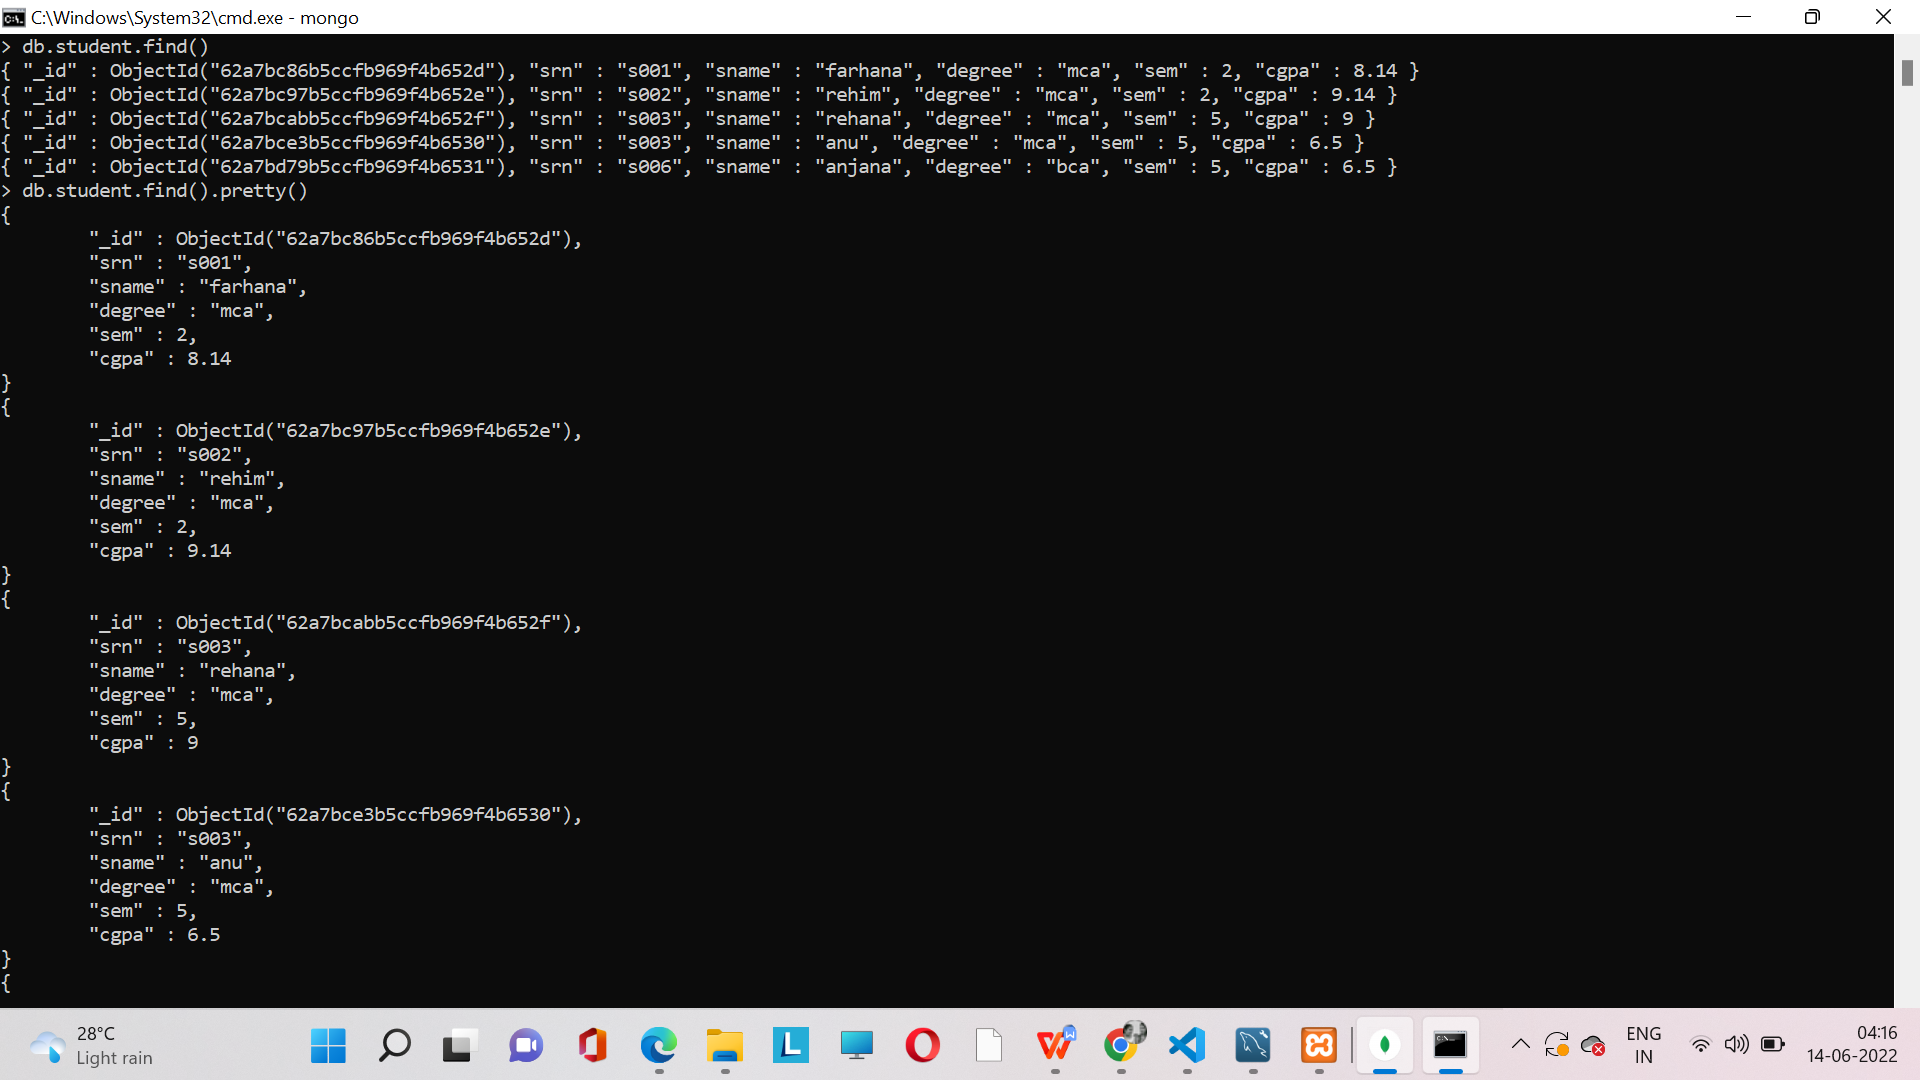 C:\Windows\System32\cmd.exe - mongo
> db.student.find()
{ "_id" : ObjectId("62a7bc86b5ccfb969f4b652d"), "srn" : "s001", "sname" : "farhana", "degree" : "mca", "sem" : 2, "cgpa" : 8.14 }
{ "_id" : ObjectId("62a7bc97b5ccfb969f4b652e"), "srn" : "s002", "sname" : "rehim", "degree" : "mca", "sem" : 2, "cgpa" : 9.14 }
{ "_id" : ObjectId("62a7bcabb5ccfb969f4b652f"), "srn" : "s003", "sname" : "rehana", "degree" : "mca", "sem" : 5, "cgpa" : 9 }
{ "_id" : ObjectId("62a7bce3b5ccfb969f4b6530"), "srn" : "s003", "sname" : "anu", "degree" : "mca", "sem" : 5, "cgpa" : 6.5 }
{ "_id" : ObjectId("62a7bd79b5ccfb969f4b6531"), "srn" : "s006", "sname" : "anjana", "degree" : "bca", "sem" : 5, "cgpa" : 6.5 }
> db.student.find().pretty()
{
"_id" : ObjectId("62a7bc86b5ccfb969f4b652d"),
"srn" : "s001",
"sname" : "farhana",
"degree" : "mca",
"sem" : 2,
"cgpa" : 8.14
}
{
"_id" : ObjectId("62a7bc97b5ccfb969f4b652e"),
"srn" : "s002",
"sname" : "rehim",
"degree" : "mca",
"sem" : 2,
"cgpa" : 9.14
}
{
"_id" : ObjectId("62a7bcabb5ccfb969f4b652f"),
"srn" : "s003",
"sname" : "rehana",
"degree" : "mca",
"sem" : 5,
"cgpa" : 9
}
{
"_id" : ObjectId("62a7bce3b5ccfb969f4b6530"),
"srn" : "s003",
"sname" : "anu",
"degree" : "mca",
"sem" : 5,
"cgpa" : 6.5
}
{
28°C
Light rain
ENG
IN
04:16
14-06-2022